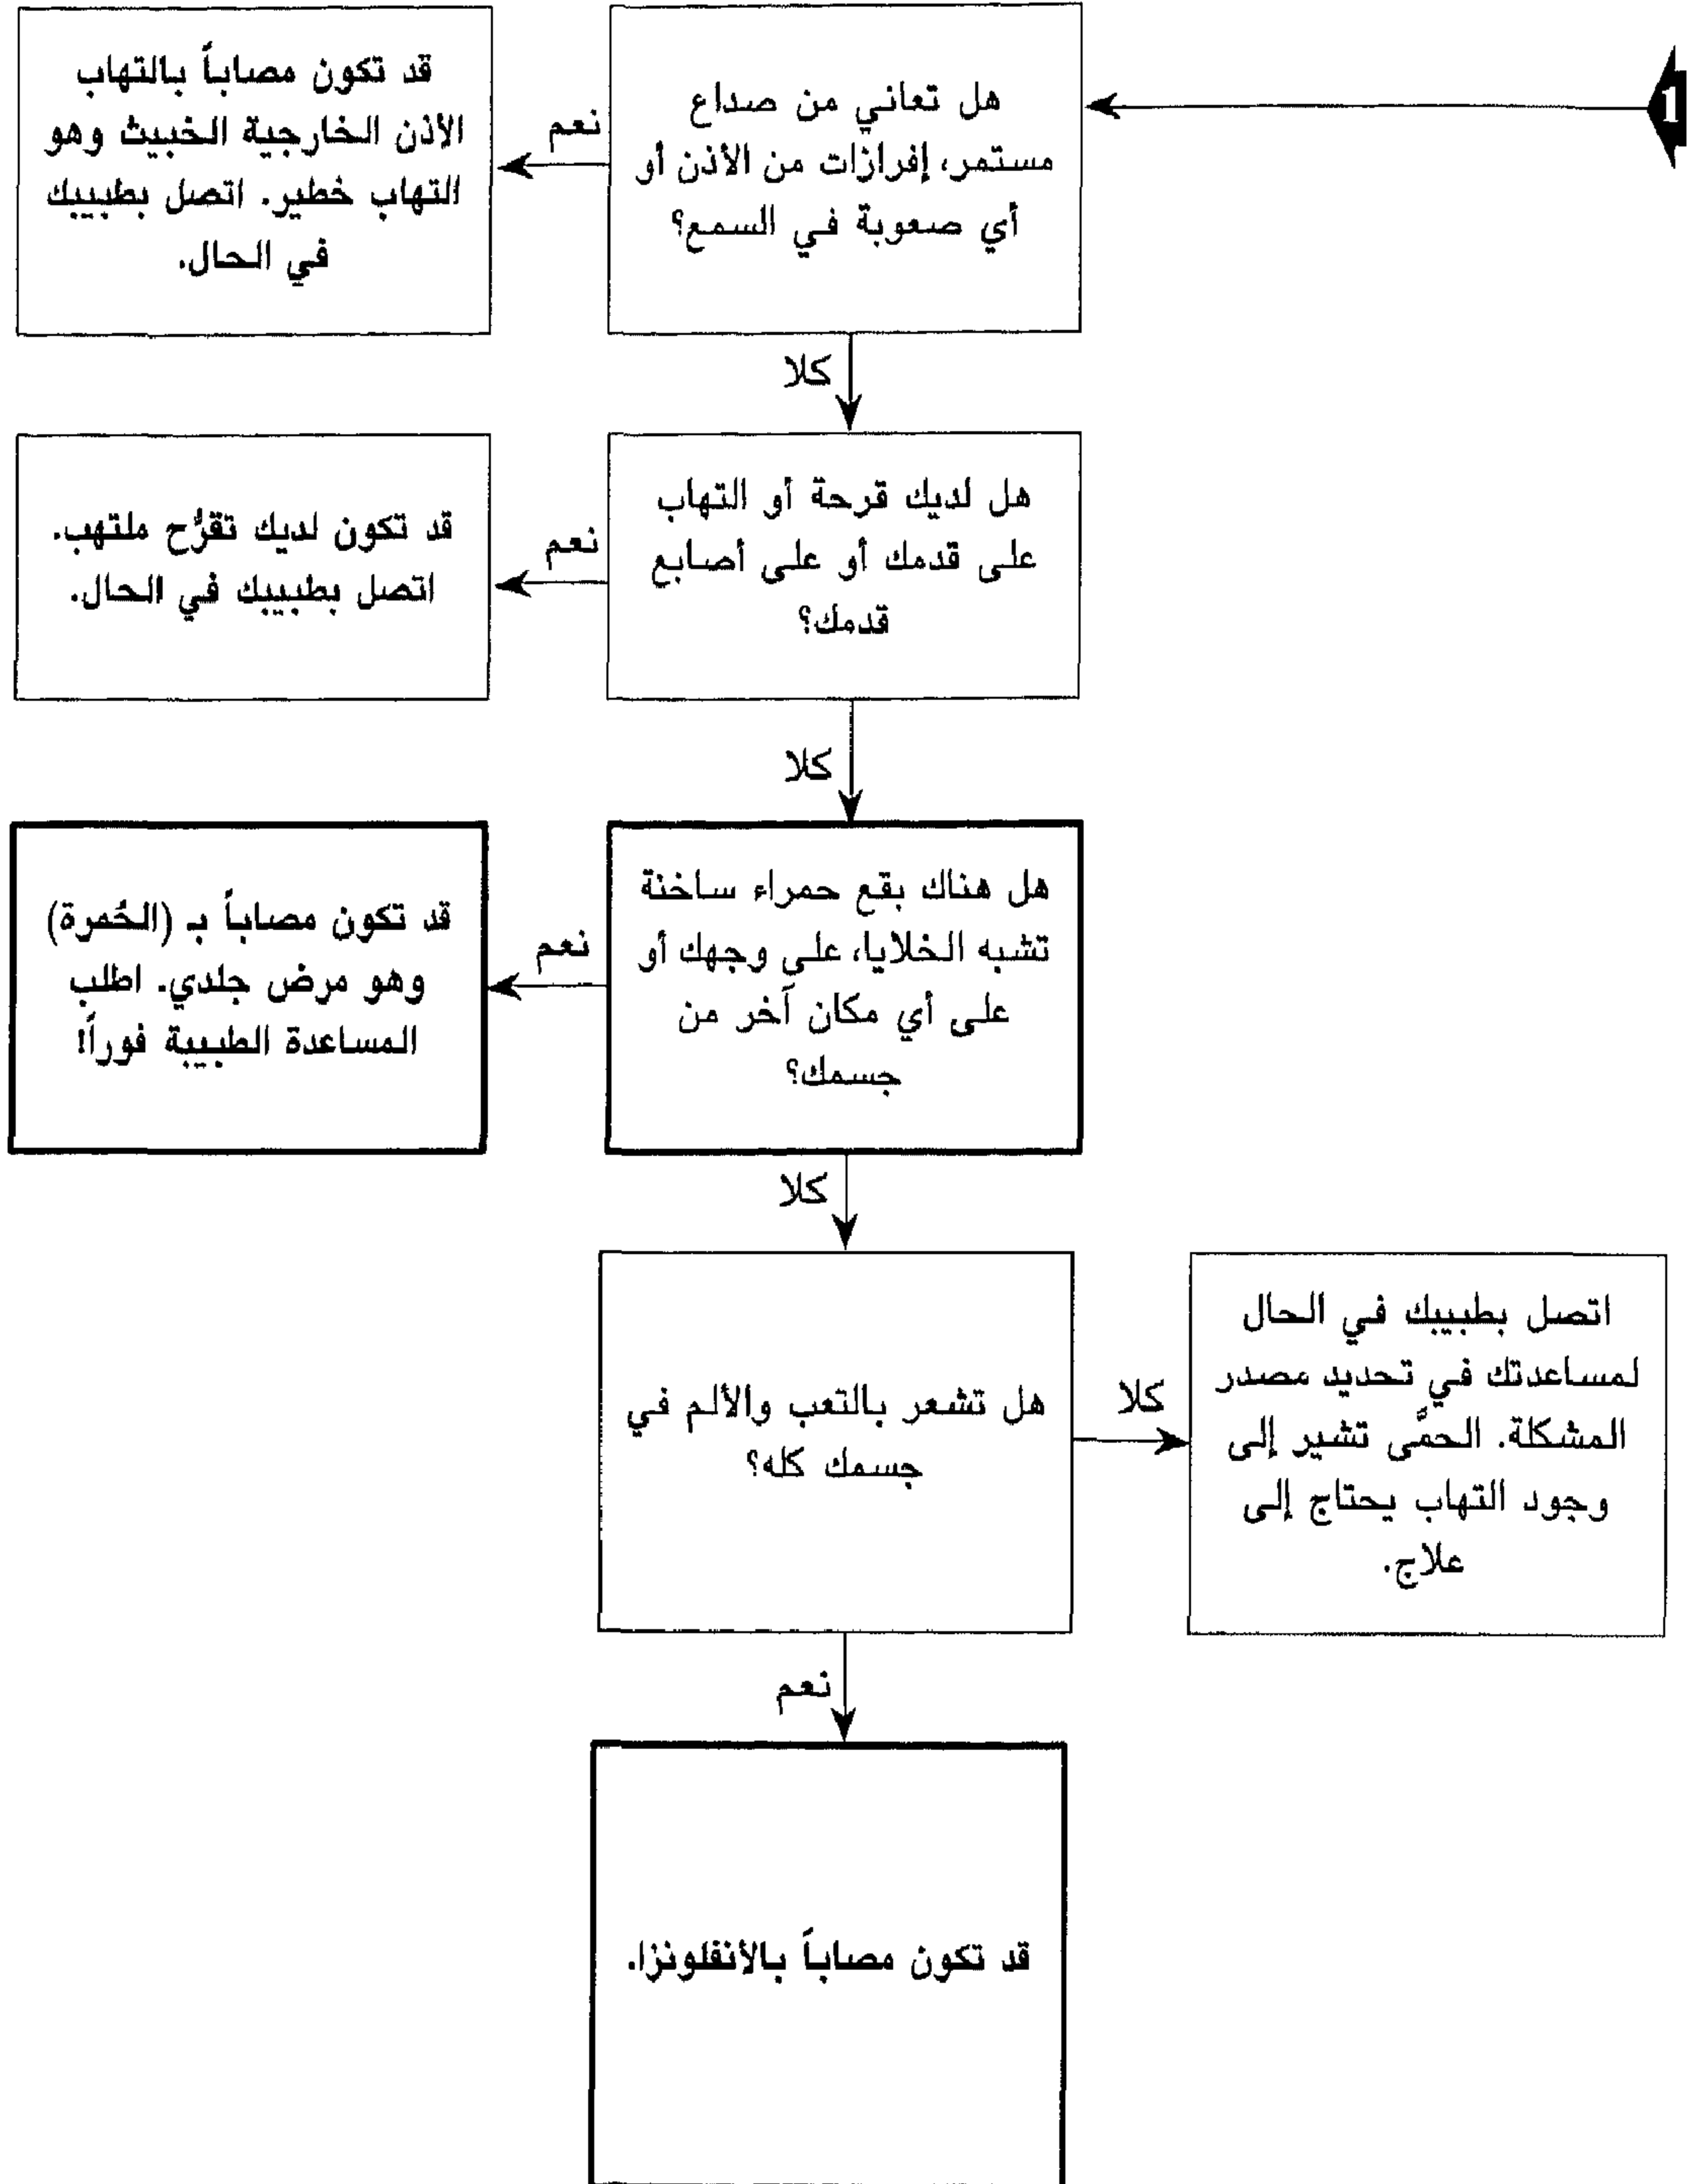 1
هل تعاني من صداع
مستمر، إفرازات من الأذن أو
أي صعوبة في السمع؟
نعم
قد تكون مصاباً بالتهاب
الأذن الخارجية الخبيث وهو
التهاب خطير. اتصل بطبيبك
في الحال.
كلا
هل لديك قرحة أو التهاب
على قدمك أو على أصابع
قدمك؟
نعم
قد تكون لديك تقرُّح ملتهب.
اتصل بطبيبك في الحال.
كلا
هل هناك بقع حمراء ساخنة
تشبه الخلايا، على وجهك أو
على أي مكان آخر من
جسمك؟
نعم
قد تكون مصاباً بـ (الحُمرة)
وهو مرض جلدي. اطلب
المساعدة الطبيبة فوراً!
كلا
هل تشعر بالتعب والألم في
جسمك كله؟
كلا
اتصل بطبيبك في الحال
لمساعدتك في تحديد مصدر
المشكلة. الحمَّى تشير إلى
وجود التهاب يحتاج إلى
علاج.
نعم
قد تكون مصاباً بالأنفلونزا.